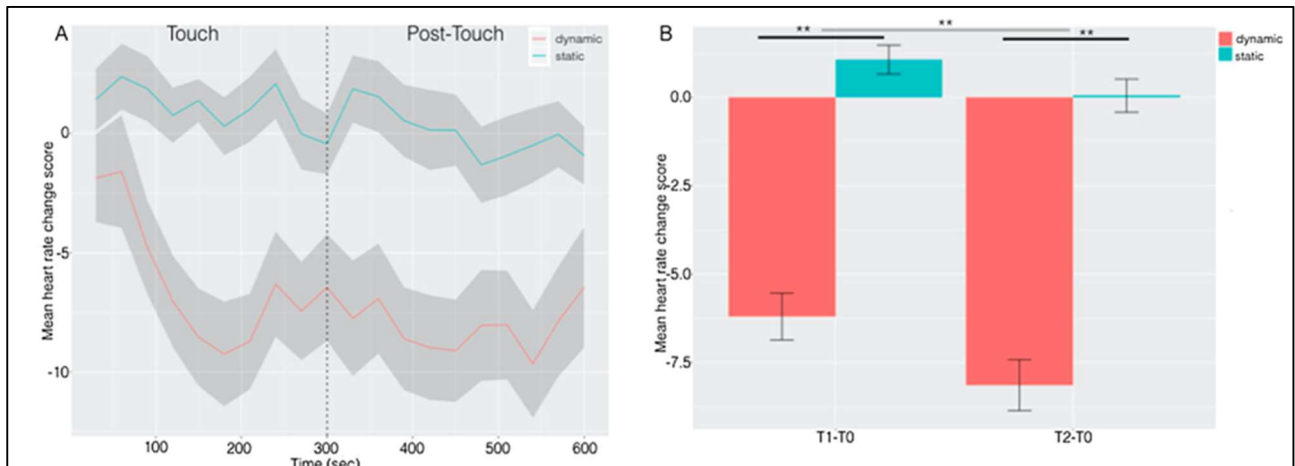 A
Touch
Post-Touch
dynamic
static
Mean heart rate change score
0
-5
-10
100
200
300
400
500
600
Time (sec)
B
**
**
**
dynamic
static
Mean heart rate change score
0.0
-2.5
-5.0
-7.5
T1-T0
T2-T0